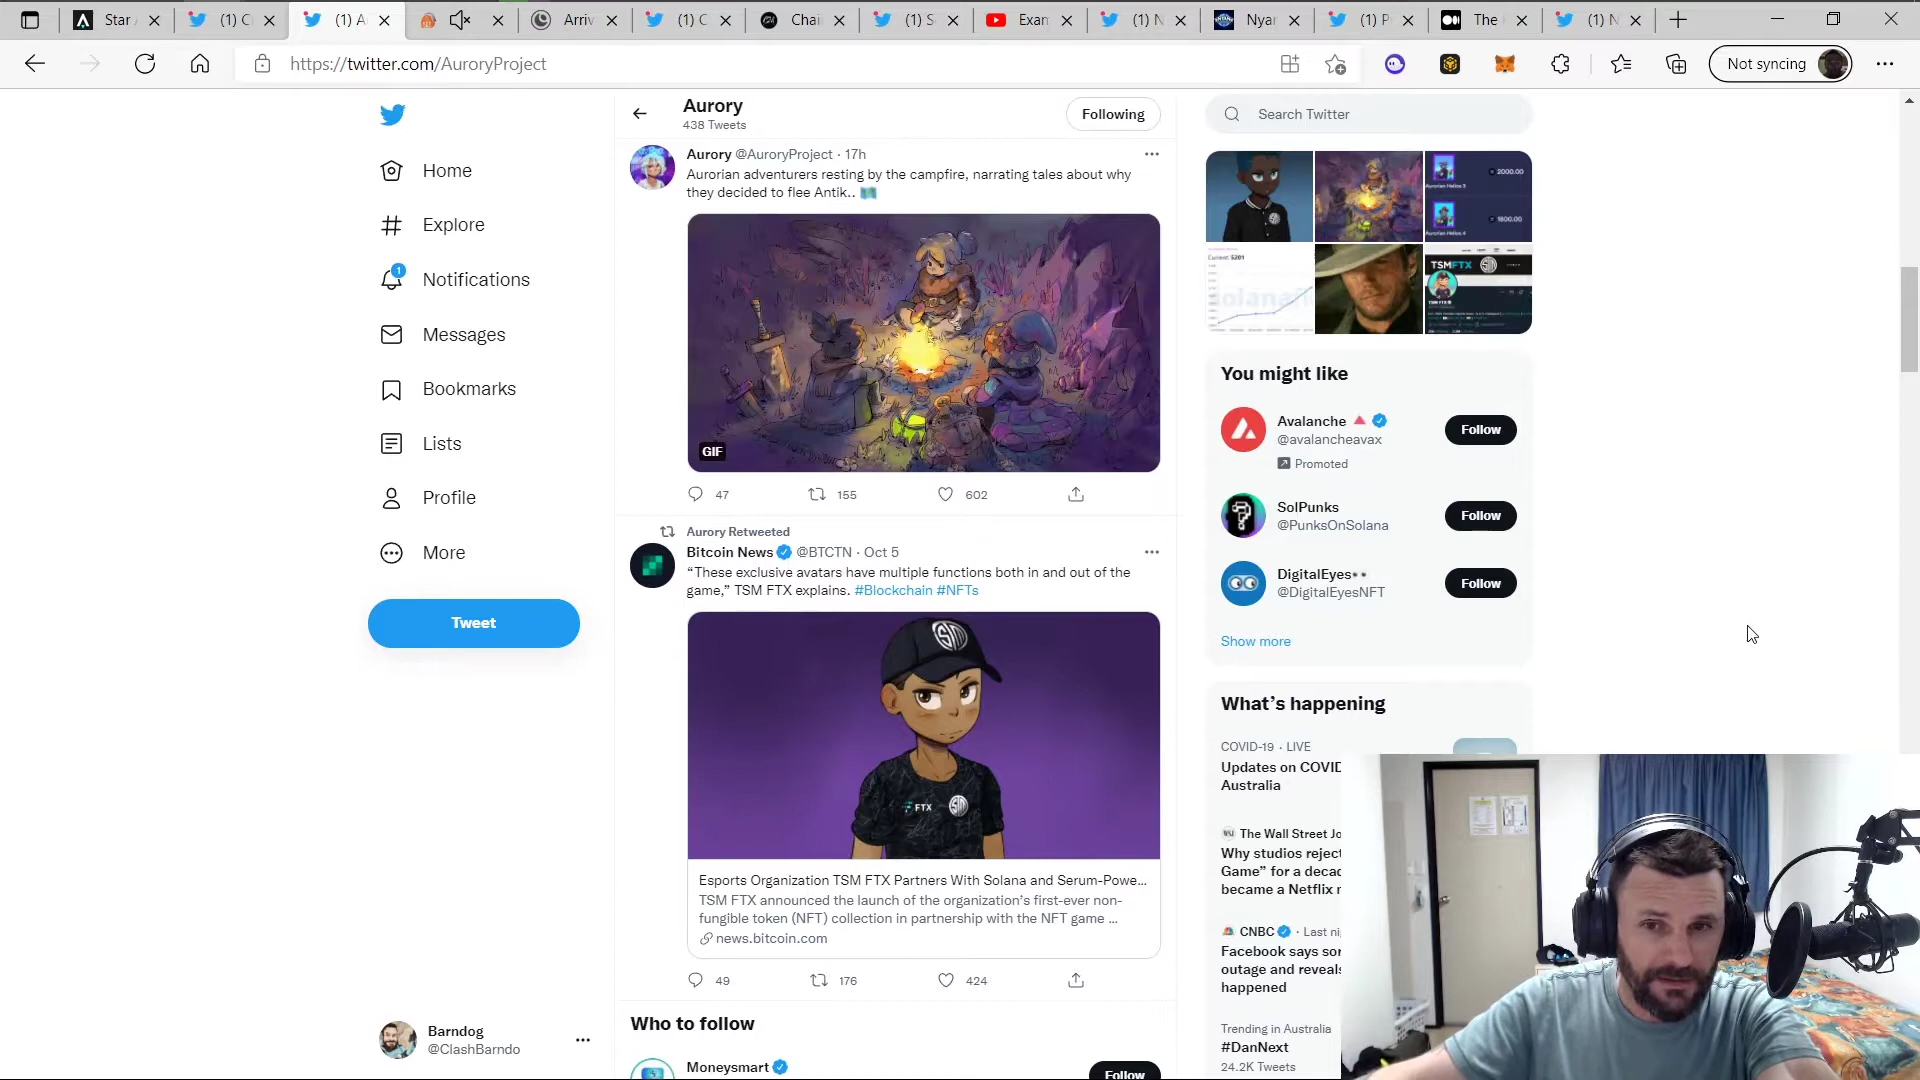 Star
(1) C
(1) A
Arriv
(1) C
Chai
(1) S
Exan
(1) N
Nyar
(1) P
The
(1) N
https://twitter.com/AuroryProject
Not syncing
Home
Explore
1
Notifications
Messages
Bookmarks
Lists
Profile
More
Tweet
Barndog
@ClashBarndo
Aurory
438 Tweets
Following
Aurory @AuroryProject · 17h
Aurorian adventurers resting by the campfire, narrating tales about why
they decided to flee Antik..
GIF
47
155
602
Aurory Retweeted
Bitcoin News @BTCTN · Oct 5
“These exclusive avatars have multiple functions both in and out of the
game,” TSM FTX explains. #Blockchain #NFTs
FTX
Esports Organization TSM FTX Partners With Solana and Serum-Powe...
TSM FTX announced the launch of the organization’s first-ever non-
fungible token (NFT) collection in partnership with the NFT game ...
news.bitcoin.com
49
176
424
Who to follow
Moneysmart
Follow
Search Twitter
2000.00
Aurorian Helios 3
1800.00
Aurorian Helios 4
Current: 5201
TSMFTX
You might like
Avalanche
@avalancheavax
Promoted
Follow
SolPunks
@PunksOnSolana
Follow
DigitalEyes
@DigitalEyesNFT
Follow
Show more
What’s happening
COVID-19 · LIVE
Updates on COVID
Australia
The Wall Street Jo
Why studios reject
Game” for a decad
became a Netflix
CNBC · Last ni
Facebook says sor
outage and reveals
happened
Trending in Australia
#DanNext
24.2K Tweets